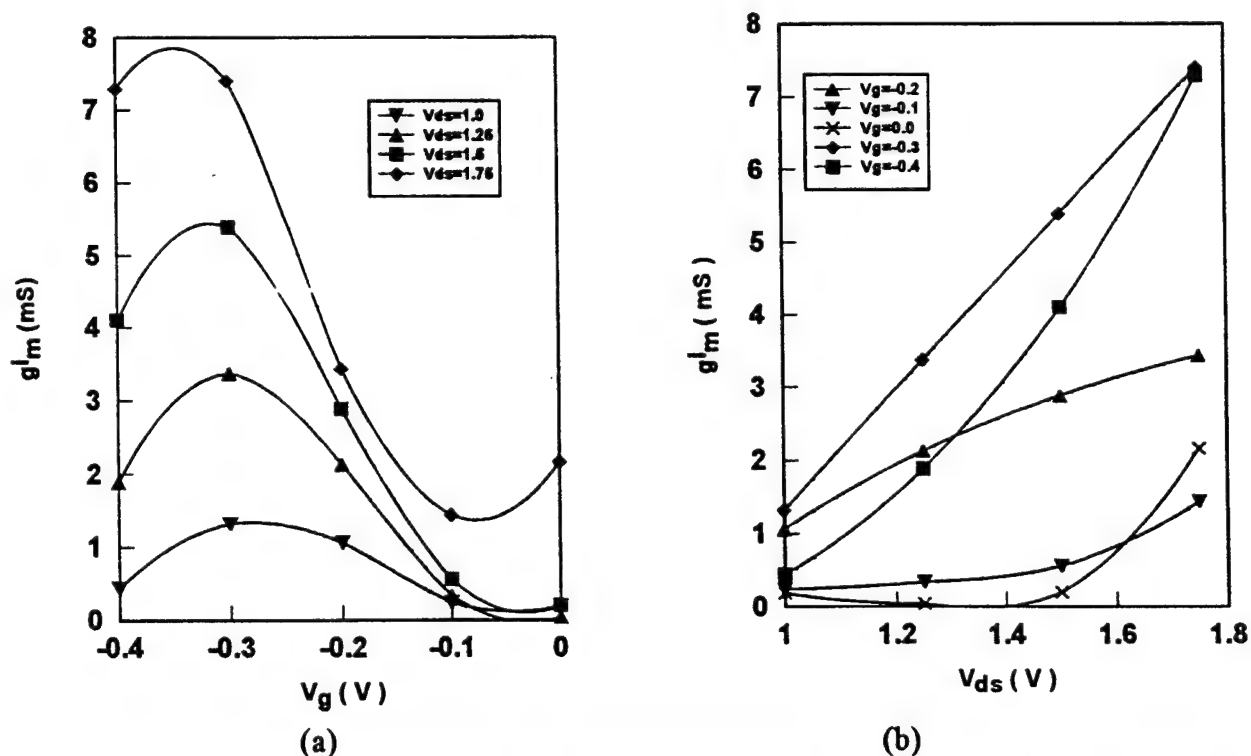 8
7
6
5
4
3
2
1
0
g^I_m (mS)
Vds=1.0
Vds=1.25
Vds=1.5
Vds=1.75
-0.4 -0.3 -0.2 -0.1 0
V_g (V)
(a)
8
7
6
5
4
3
2
1
0
g^I_m (mS)
Vg=-0.2
Vg=-0.1
Vg=0.0
Vg=-0.3
Vg=-0.4
1 1.2 1.4 1.6 1.8
V_ds (V)
(b)